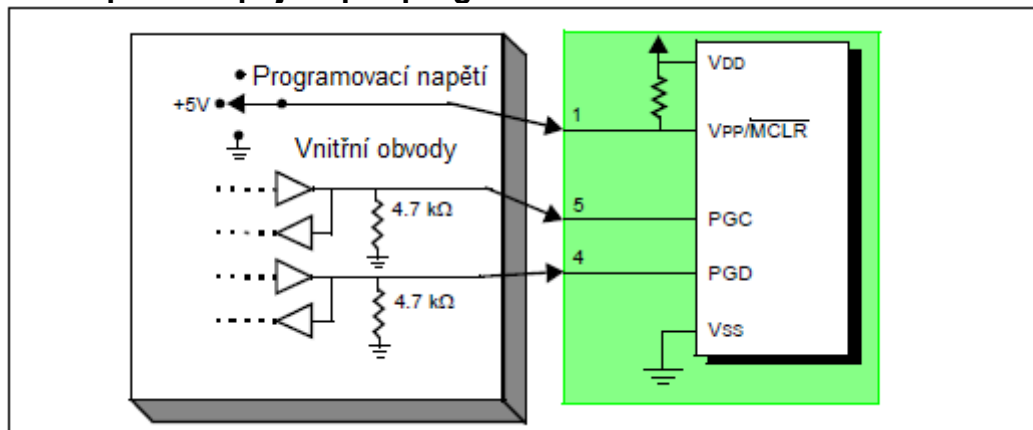 Programovací napětí
+5V
Vnitřní obvody
4.7 kΩ
4.7 kΩ
1
5
4
VDD
VPP/MCLR
PGC
PGD
VSS